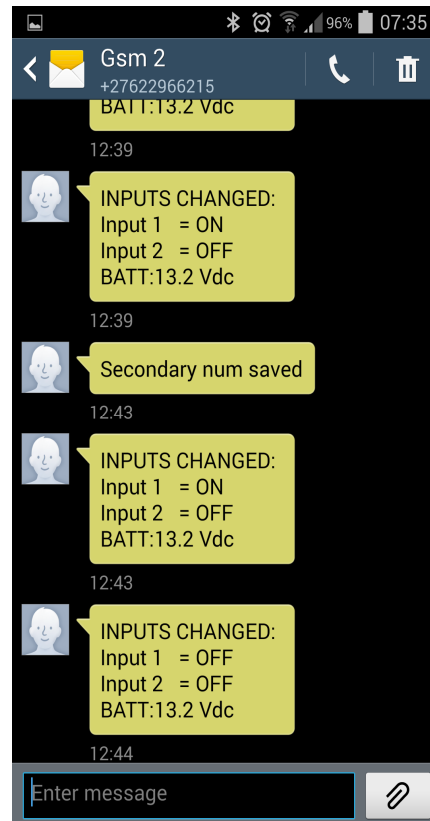 96% 07:35
Gsm 2
+27622966215
BATT:13.2 Vdc
12:39
INPUTS CHANGED:
Input 1 = ON
Input 2 = OFF
BATT:13.2 Vdc
12:39
Secondary num saved
12:43
INPUTS CHANGED:
Input 1 = ON
Input 2 = OFF
BATT:13.2 Vdc
12:43
INPUTS CHANGED:
Input 1 = OFF
Input 2 = OFF
BATT:13.2 Vdc
12:44
Enter message